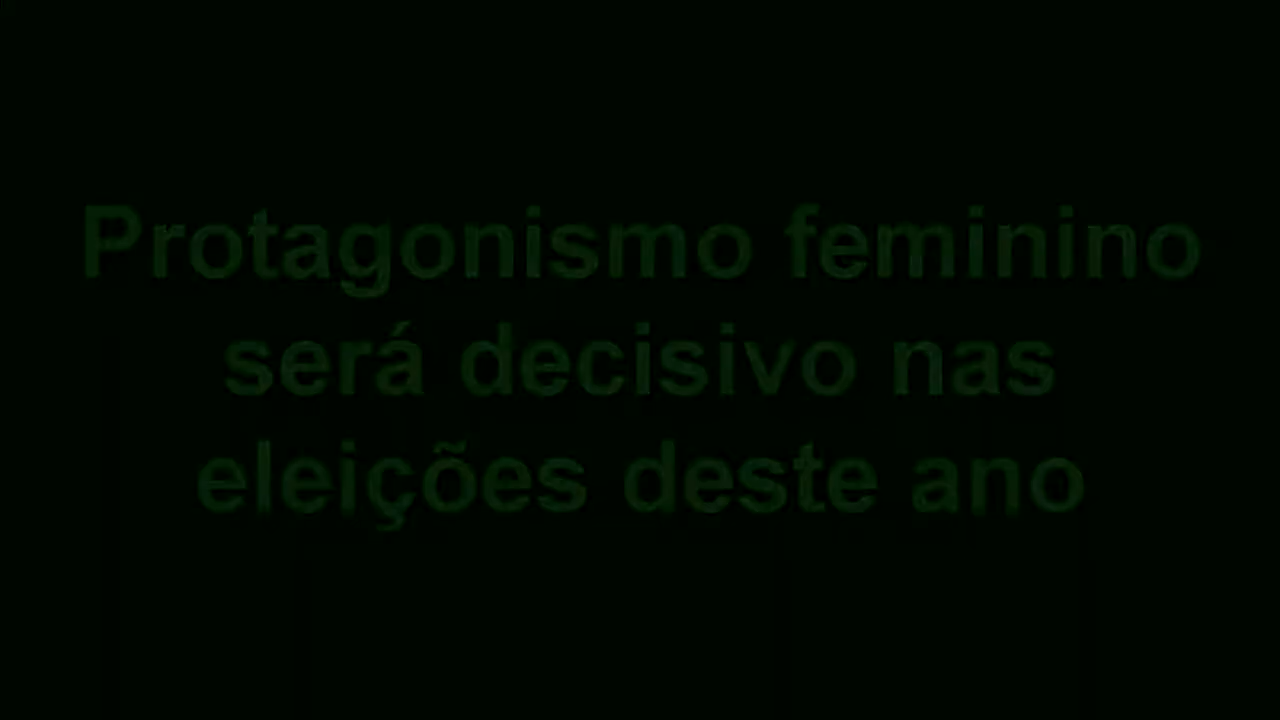 Protagonismo feminino
será decisivo nas
eleições deste ano